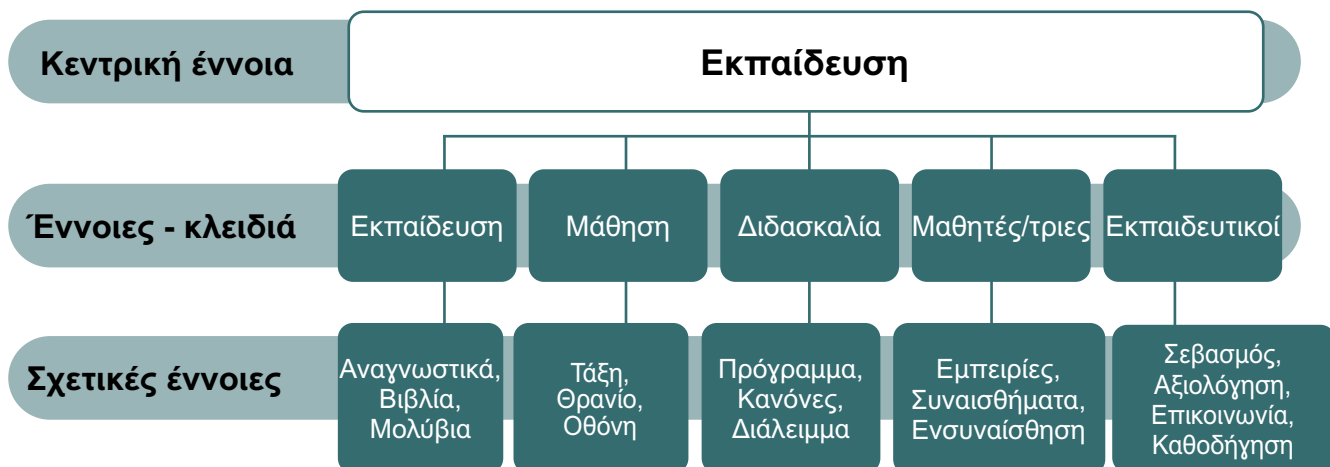 Κεντρική έννοια
Εκπαίδευση
Έννοιες - κλειδιά
Εκπαίδευση
Μάθηση
Διδασκαλία
Μαθητές/τριες
Εκπαιδευτικοί
Σχετικές έννοιες
Αναγνωστικά,
Βιβλία,
Μολύβια
Τάξη,
Θρανίο,
Οθόνη
Πρόγραμμα,
Κανόνες,
Διάλειμμα
Εμπειρίες,
Συναισθήματα,
Ενσυναίσθηση
Σεβασμός,
Αξιολόγηση,
Επικοινωνία,
Καθοδήγηση